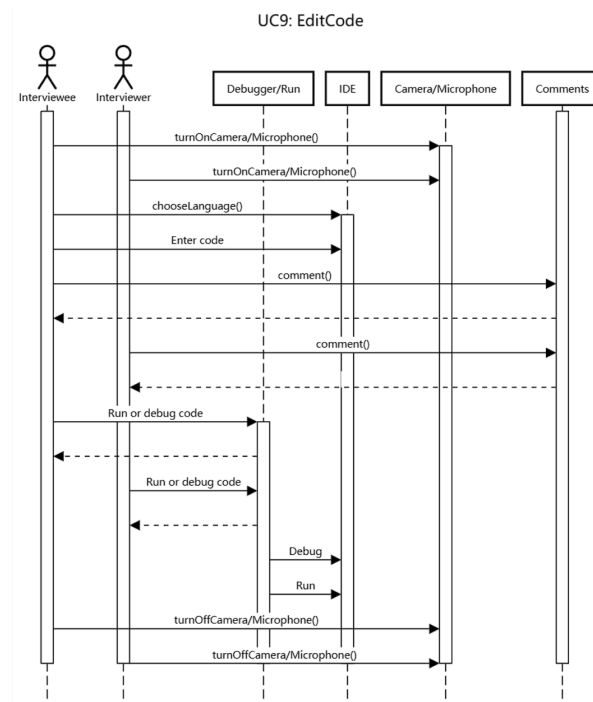 UC9: EditCode
Interviewee
Interviewer
Debugger/Run
IDE
Camera/Microphone
Comments
turnOnCamera/Microphone()
turnOnCamera/Microphone()
chooseLanguage()
Enter code
comment()
comment()
Run or debug code
Run or debug code
Debug
Run
turnOffCamera/Microphone()
turnOffCamera/Microphone()